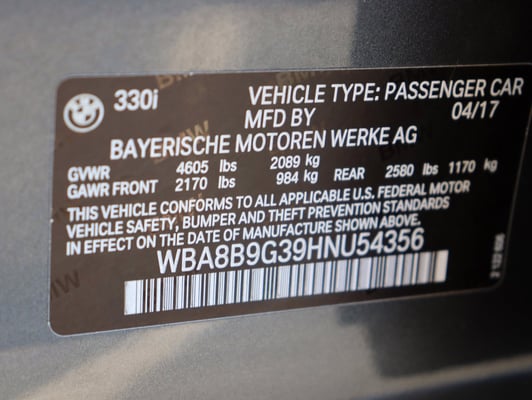 330i VEHICLE TYPE: PASSENGER CAR
MFD BY 04/17
BAYERISCHE MOTOREN WERKE AG
GVWR 4605 lbs 2089 kg
GAWR FRONT 2170 lbs 984 kg REAR 2580 lbs 1170 kg
THIS VEHICLE CONFORMS TO ALL APPLICABLE U.S. FEDERAL MOTOR
VEHICLE SAFETY, BUMPER AND THEFT PREVENTION STANDARDS
IN EFFECT ON THE DATE OF MANUFACTURE SHOWN ABOVE.
WBA8B9G39HNU54356